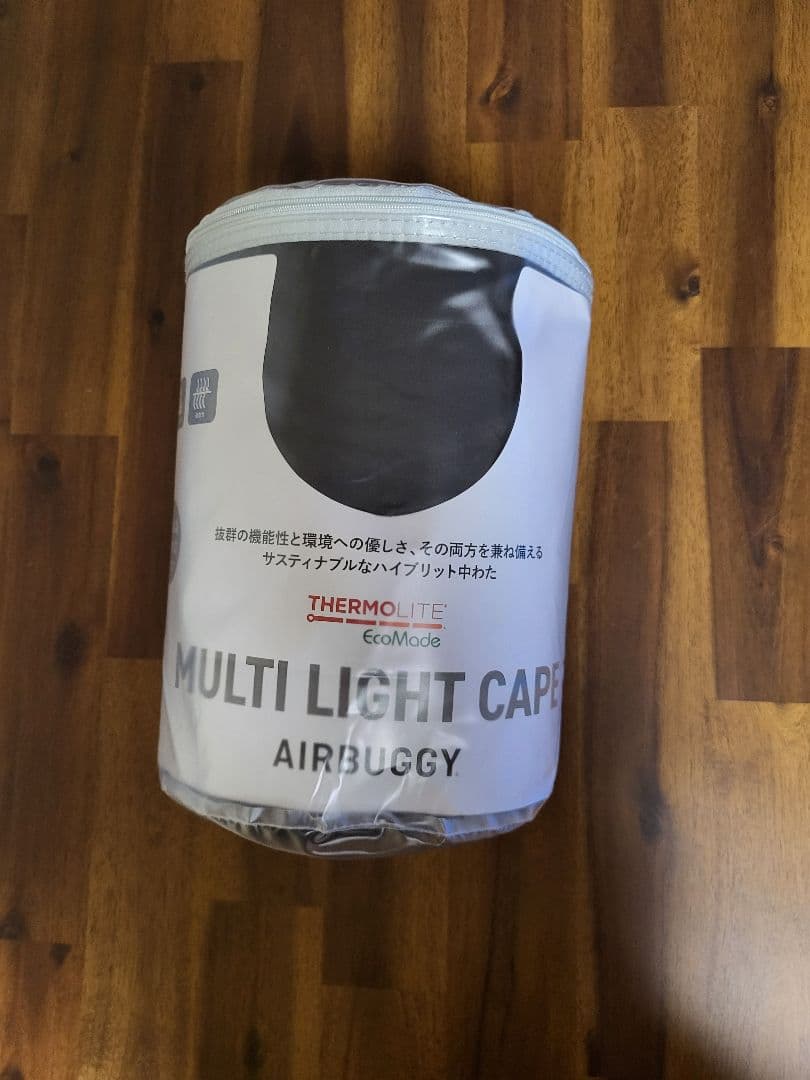 抜群の機能性と環境への優しさ、その両方を兼ね備える
サスティナブルなハイブリット中わた
THERMOLITE
EcoMade
MULTI LIGHT CAPE
AIRBUGGY